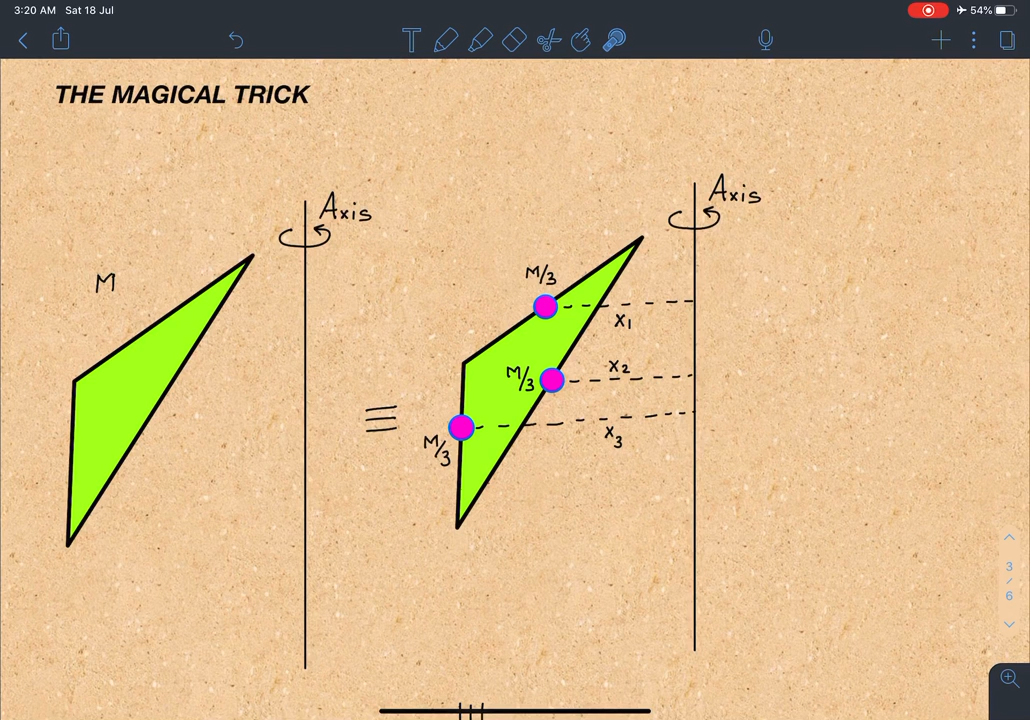 3:20 AM Sat 18 Jul
54%
T
THE MAGICAL TRICK
Axis
Axis
M
M/3
x1
M/3
x2
M/3
x3
3
/
6